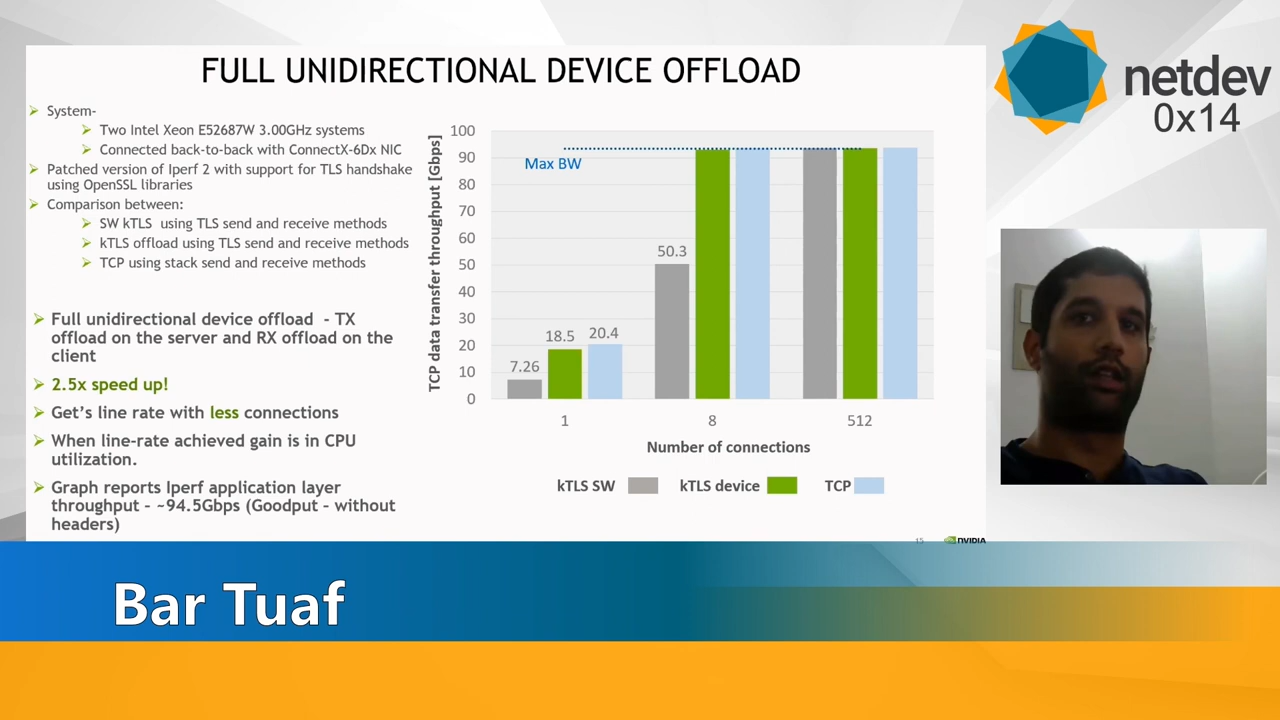 FULL UNIDIRECTIONAL DEVICE OFFLOAD
System-
Two Intel Xeon E52687W 3.00GHz systems
Connected back-to-back with ConnectX-6Dx NIC
Patched version of Iperf 2 with support for TLS handshake
using OpenSSL libraries
Comparison between:
SW kTLS using TLS send and receive methods
kTLS offload using TLS send and receive methods
TCP using stack send and receive methods
Full unidirectional device offload - TX
offload on the server and RX offload on the
client
2.5x speed up!
Get's line rate with less connections
When line-rate achieved gain is in CPU
utilization.
Graph reports Iperf application layer
throughput - ~94.5Gbps (Goodput - without
headers)
TCP data transfer throughput [Gbps]
100
90
80
70
60
50
40
30
20
10
0
Max BW
7.26
18.5
20.4
50.3
1
8
512
Number of connections
kTLS SW
kTLS device
TCP
15
NVIDIA
netdev
0x14
Bar Tuaf